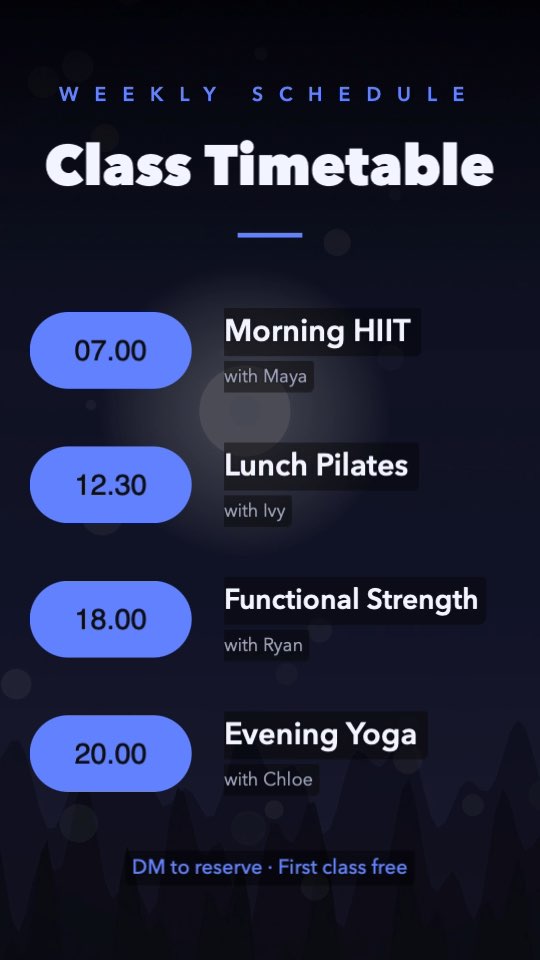 WEEKLY SCHEDULE
Class Timetable
07.00
Morning HIIT
with Maya
12.30
Lunch Pilates
with Ivy
18.00
Functional Strength
with Ryan
20.00
Evening Yoga
with Chloe
DM to reserve · First class free